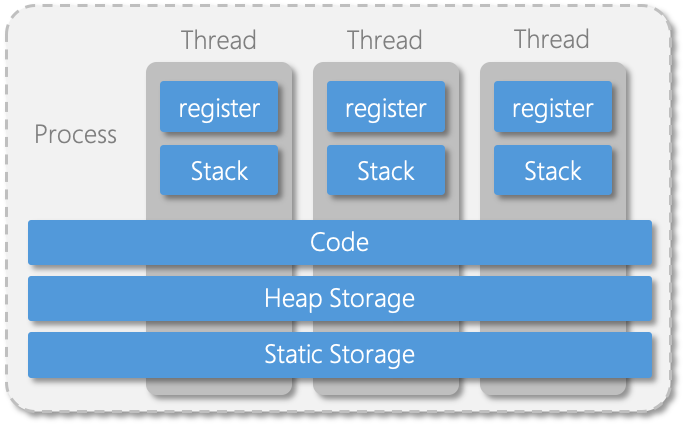 Thread
Thread
Thread
register
register
register
Process
Stack
Stack
Stack
Code
Heap Storage
Static Storage